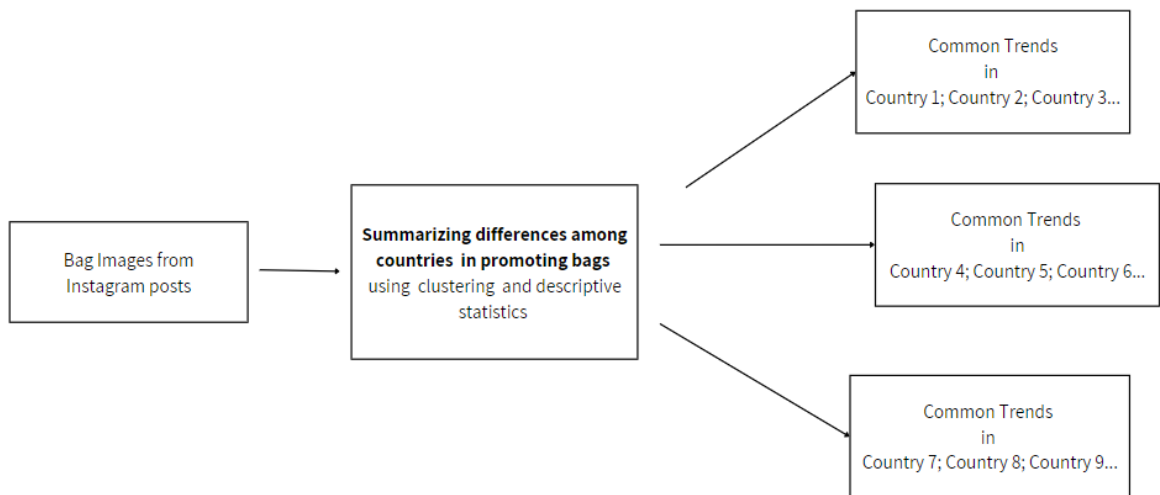 Bag Images from
Instagram posts
Summarizing differences among
countries in promoting bags
using clustering and descriptive
statistics
Common Trends
in
Country 1; Country 2; Country 3...
Common Trends
in
Country 4; Country 5; Country 6...
Common Trends
in
Country 7; Country 8; Country 9...